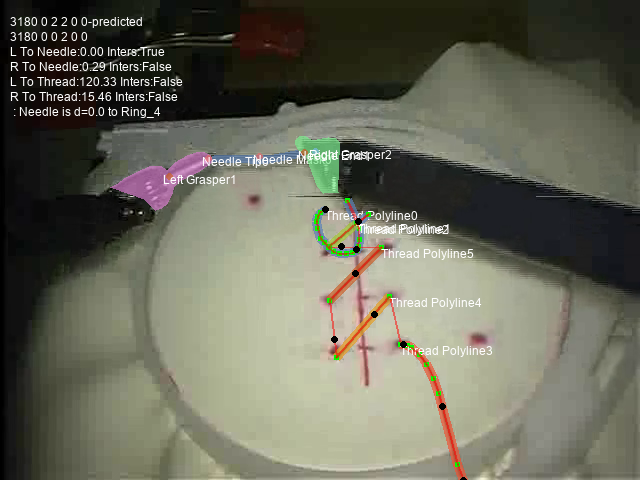 3180 0 2 2 0 0-predicted
3180 0 0 2 0 0
L To Needle:0.00 Inters:True
R To Needle:0.29 Inters:False
L To Thread:120.33 Inters:False
R To Thread:15.46 Inters:False
: Needle is d=0.0 to Ring_4
Right Grasper2
Needle Tip
Left Grasper1
Thread Polyline0
Thread Polyline2
Thread Polyline5
Thread Polyline4
Thread Polyline3